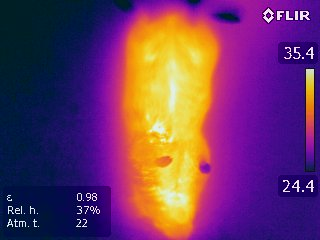 FLIR
35.4
24.4
ε 0.98
Rel. h. 37%
Atm. t. 22